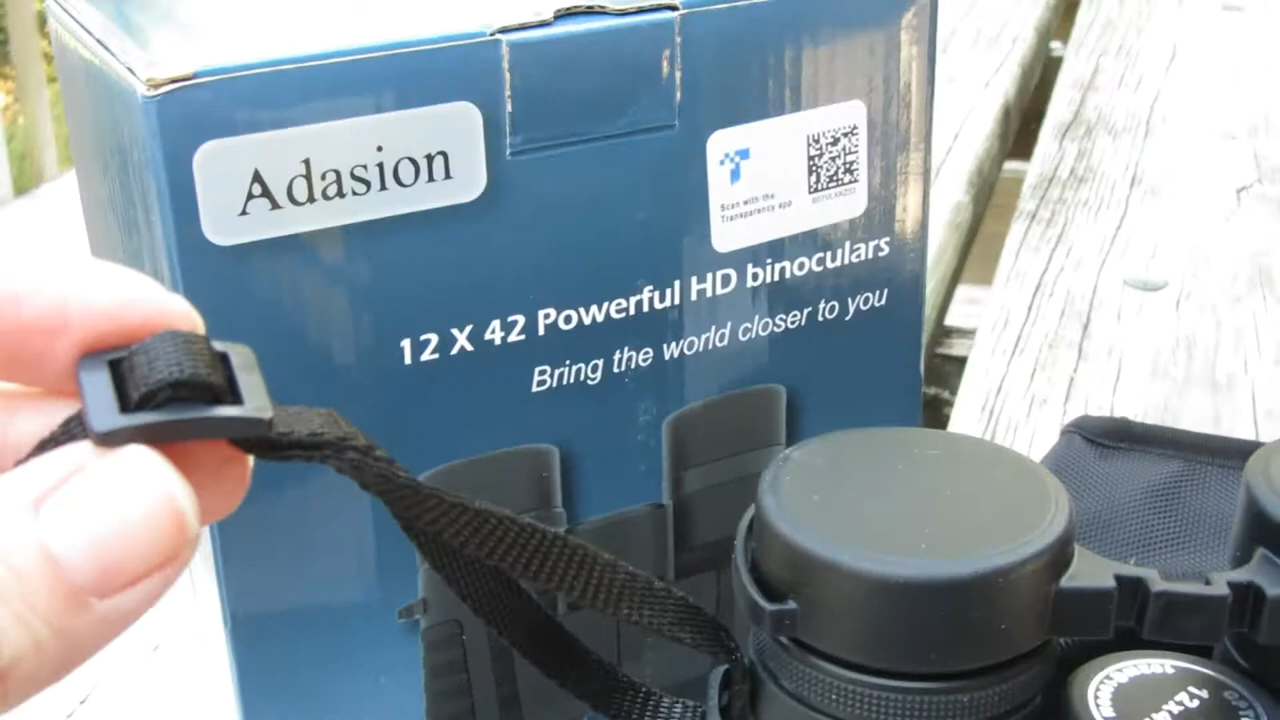 Adasion
Scan with the
Transparency app
12 X 42 Powerful HD binoculars
Bring the world closer to you